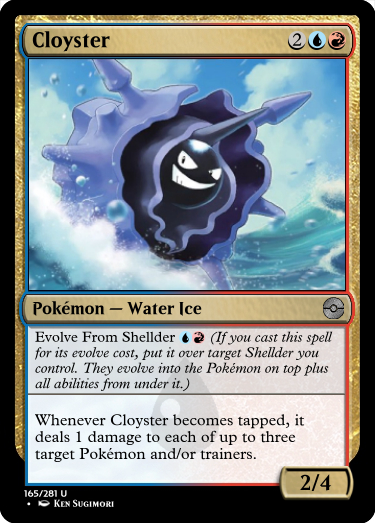 Cloyster 2
Pokémon — Water Ice
Evolve From Shellder (If you cast this spell
for its evolve cost, put it over target Shellder you
control. They evolve into the Pokémon on top plus
all abilities from under it.)
Whenever Cloyster becomes tapped, it
deals 1 damage to each of up to three
target Pokémon and/or trainers.
2/4
165/281 U
• Ken Sugimori